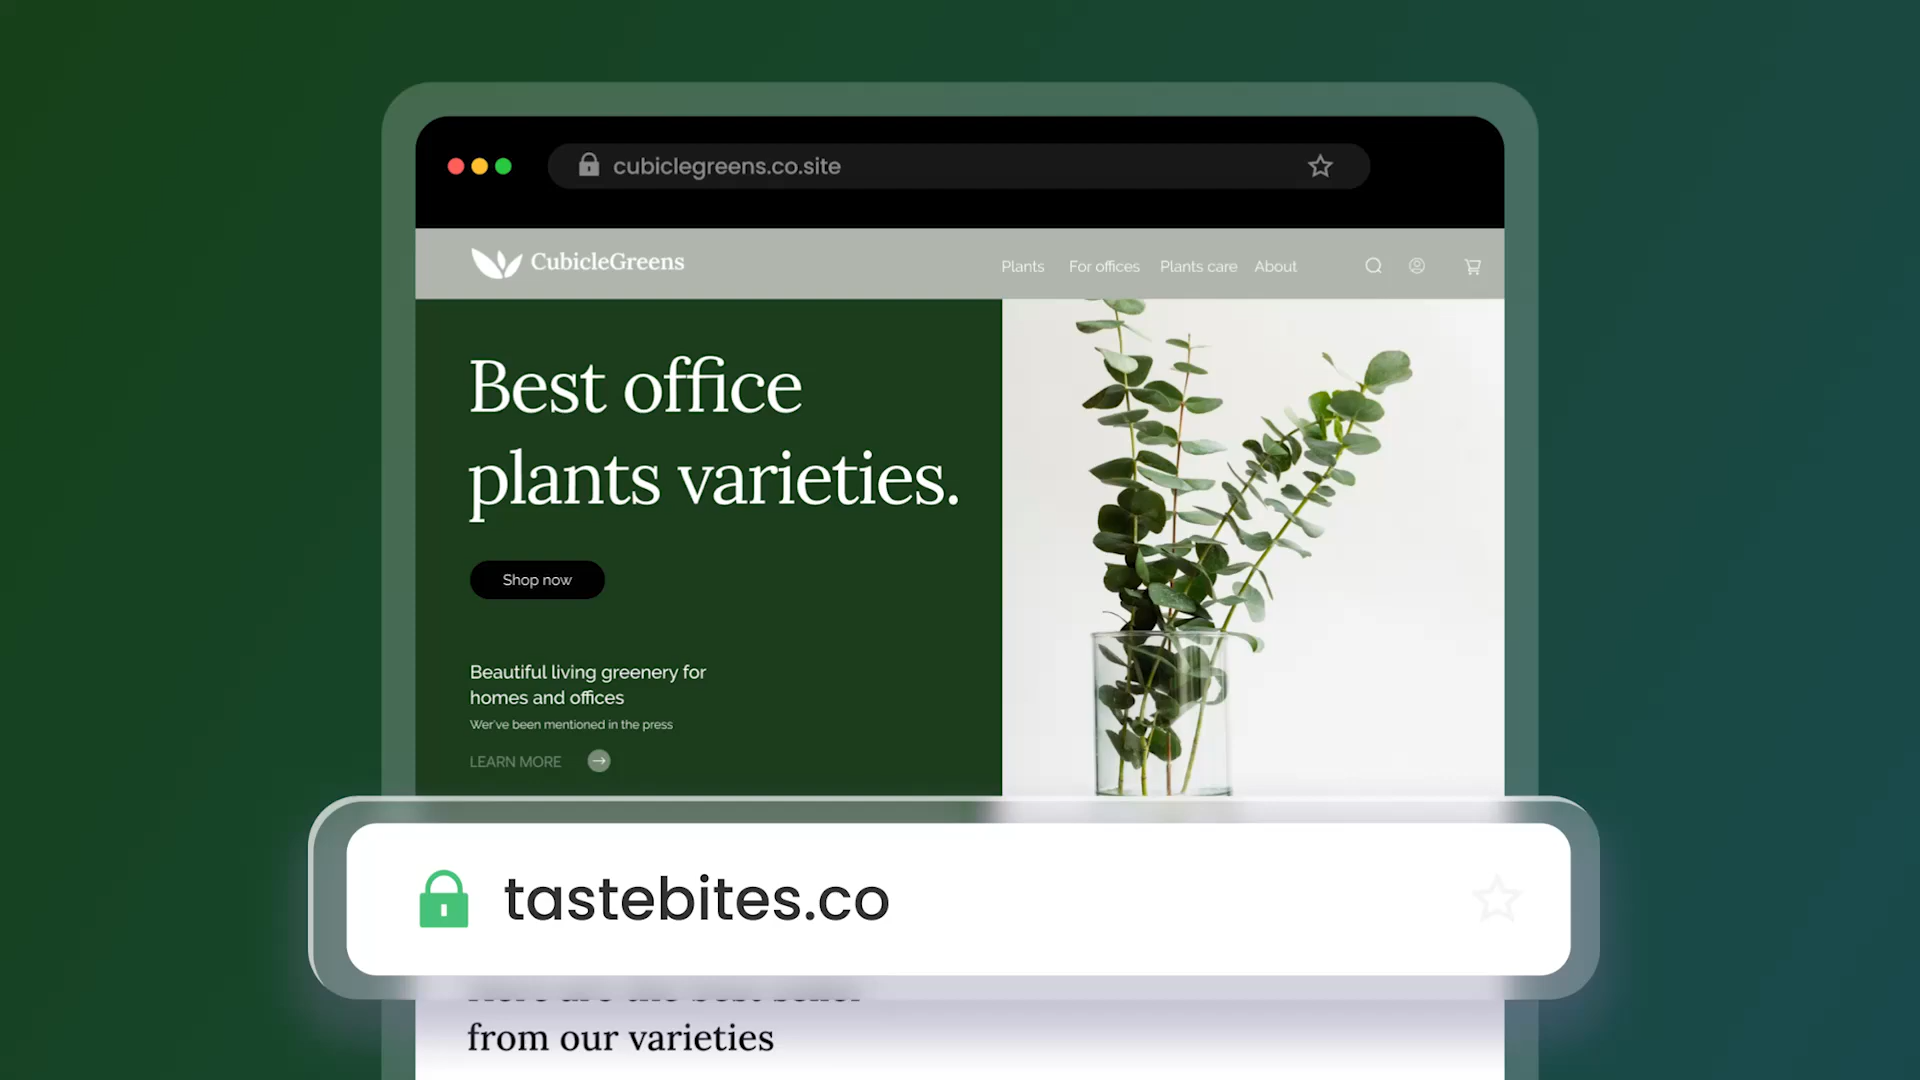 cubiclegreens.co.site
CubicleGreens
Plants For offices Plants care About
Best office
plants varieties.
Shop now
Beautiful living greenery for
homes and offices
Wer've been mentioned in the press
LEARN MORE
tastebites.co
from our varieties